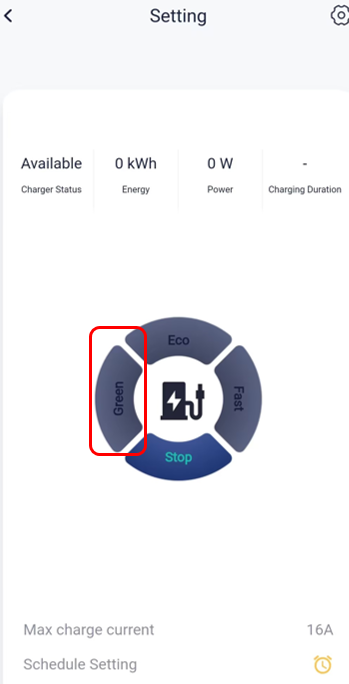 Setting
Available 0 kWh 0 W -
Charger Status Energy Power Charging Duration
Eco
Green
Fast
Stop
Max charge current 16A
Schedule Setting